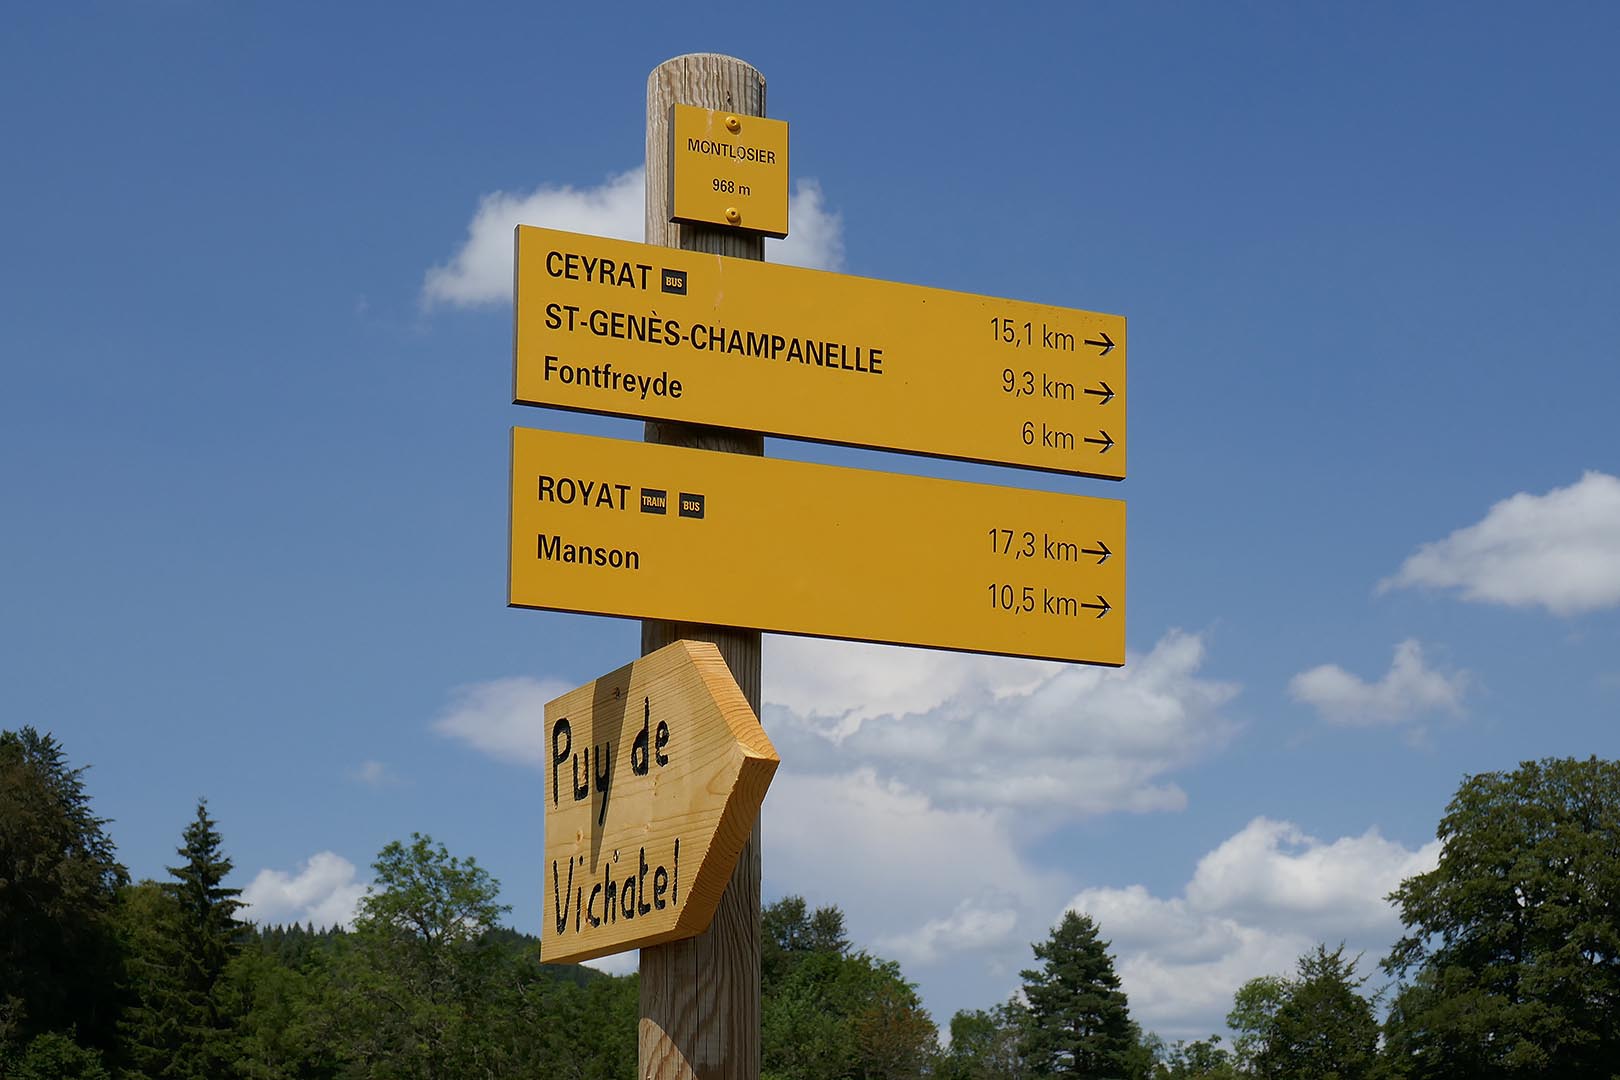 MONTLOSIER
968 m
CEYRAT BUS 15,1 km →
ST-GENÈS-CHAMPANELLE 9,3 km →
Fontfreyde 6 km →
ROYAT TRAIN BUS 17,3 km →
Manson 10,5 km →
Puy de
Vichatel